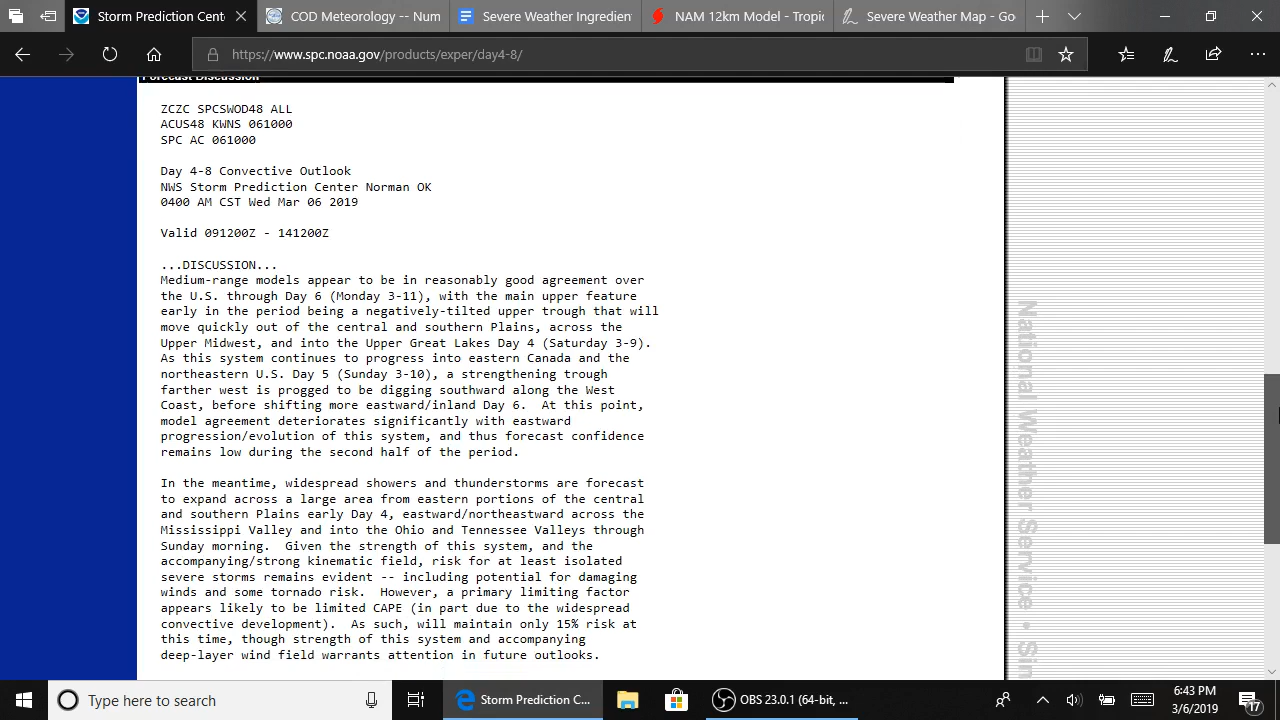 Storm Prediction Cente
COD Meteorology -- Num
Severe Weather Ingredien
NAM 12km Model - Tropic
Severe Weather Map - Go
https://www.spc.noaa.gov/products/exper/day4-8/
Forecast Discussion
ZCZC SPCSWOD48 ALL
ACUS48 KWNS 061000
SPC AC 061000
Day 4-8 Convective Outlook
NWS Storm Prediction Center Norman OK
0400 AM CST Wed Mar 06 2019
Valid 091200Z - 141200Z
...DISCUSSION...
Medium-range models appear to be in reasonably good agreement over
the U.S. through Day 6 (Monday 3-11), with the main upper feature
early in the period being a negatively-tilted upper trough that will
move quickly out of the central and southern Plains, across the
Upper Midwest, and into the Upper Great Lakes Day 4 (Saturday 3-9).
As this system continues to progress into eastern Canada and the
northeastern U.S. Day 5 (Sunday 3-10), a strengthening trough
farther west is progged to be digging southward along the West
Coast, before shifting more eastward/inland Day 6.  At this point,
model agreement deteriorates significantly with eastward
progression/evolution of this system, and thus forecast confidence
remains low during the second half of the period.
In the meantime, widespread showers and thunderstorms are forecast
to expand across a large area from eastern portions of the central
and southern Plains early Day 4, eastward/northeastward across the
Mississippi Valley and into the Ohio and Tennessee Valleys through
Sunday morning.  Given the strength of this system, and the
accompanying/strong kinematic field, risk for at least isolated
severe storms remains evident -- including potential for damaging
winds and some tornado risk.  However, a primary limiting factor
appears likely to be limited CAPE (in part due to the widespread
convective development).  As such, will maintain only 15% risk at
this time, though strength of this system and accompanying
deep-layer wind field warrants attention in future outlooks.
National Weather Service • Sin
Type here to search
Storm Prediction C...
OBS 23.0.1 (64-bit, ...
6:43 PM
3/6/2019
17